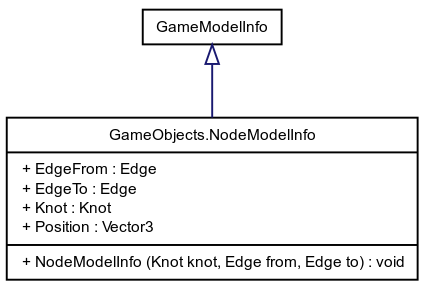 GameModelInfo
GameObjects.NodeModelInfo
+ EdgeFrom : Edge
+ EdgeTo : Edge
+ Knot : Knot
+ Position : Vector3
+ NodeModelInfo (Knot knot, Edge from, Edge to) : void